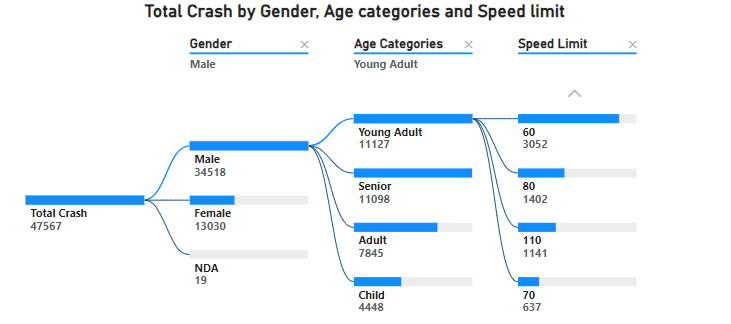 Total Crash by Gender, Age categories and Speed limit
Gender
Male
Age Categories
Young Adult
Speed Limit
Total Crash
47567
Male
34518
Female
13030
NDA
19
Young Adult
11127
Senior
11098
Adult
7845
Child
4448
60
3052
80
1402
110
1141
70
637